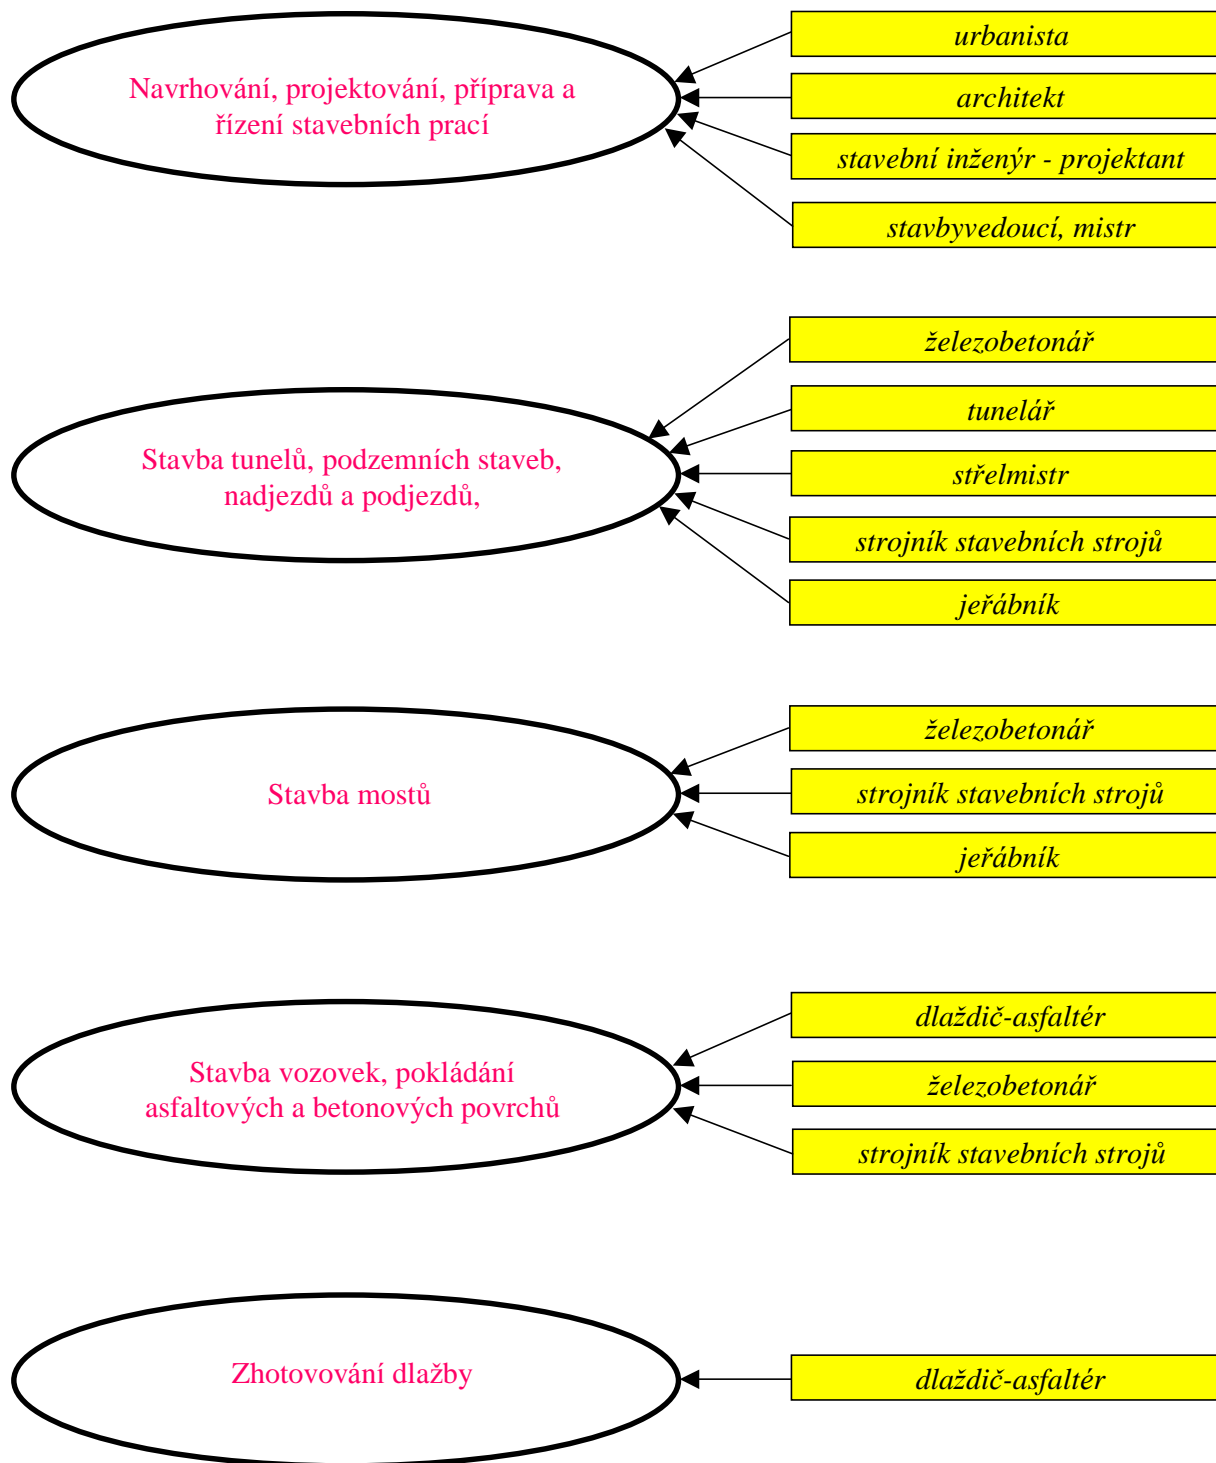 Navrhování, projektování, příprava a
řízení stavebních prací
urbanista
architekt
stavební inženýr - projektant
stavbyvedoucí, mistr
Stavba tunelů, podzemních staveb,
nadjezdů a podjezdů,
železobetonář
tunelář
střelmistr
strojník stavebních strojů
jeřábník
Stavba mostů
železobetonář
strojník stavebních strojů
jeřábník
Stavba vozovek, pokládání
asfaltových a betonových povrchů
dlaždič-asfaltér
železobetonář
strojník stavebních strojů
Zhotovování dlažby
dlaždič-asfaltér